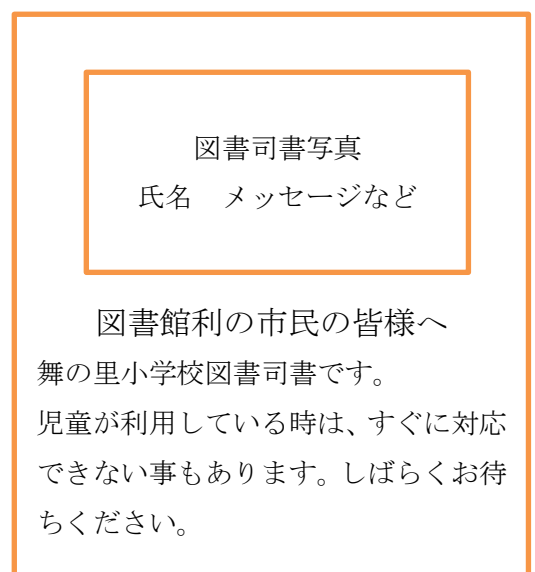 図書司書写真
氏名　メッセージなど
図書館利の市民の皆様へ
舞の里小学校図書司書です。
児童が利用している時は、すぐに対応
できない事もあります。しばらくお待
ちください。